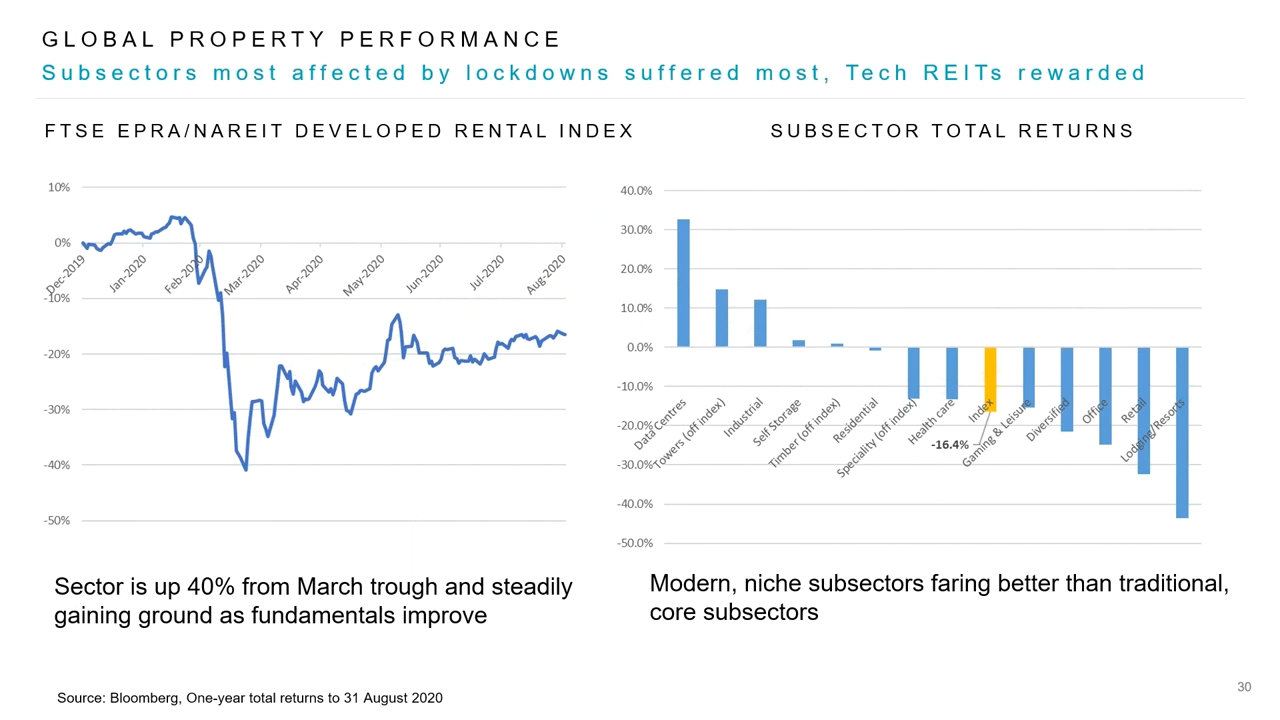 GLOBAL PROPERTY PERFORMANCE
Subsectors most affected by lockdowns suffered most, Tech REITs rewarded
FTSE EPRA/NAREIT DEVELOPED RENTAL INDEX
10%
0%
-10%
-20%
-30%
-40%
-50%
Dec-2019
Jan-2020
Feb-2020
Mar-2020
Apr-2020
May-2020
Jun-2020
Jul-2020
Aug-2020
Sector is up 40% from March trough and steadily
gaining ground as fundamentals improve
SUBSECTOR TOTAL RETURNS
40.0%
30.0%
20.0%
10.0%
0.0%
-10.0%
-20.0%
-30.0%
-40.0%
-50.0%
Data Centres
Towers (off index)
Industrial
Self Storage
Timber (off index)
Residential
Speciality (off index)
Health care
Index
Gaming & Leisure
Diversified
Office
Retail
Lodging/Resorts
-16.4%
Modern, niche subsectors faring better than traditional,
core subsectors
Source: Bloomberg, One-year total returns to 31 August 2020
30